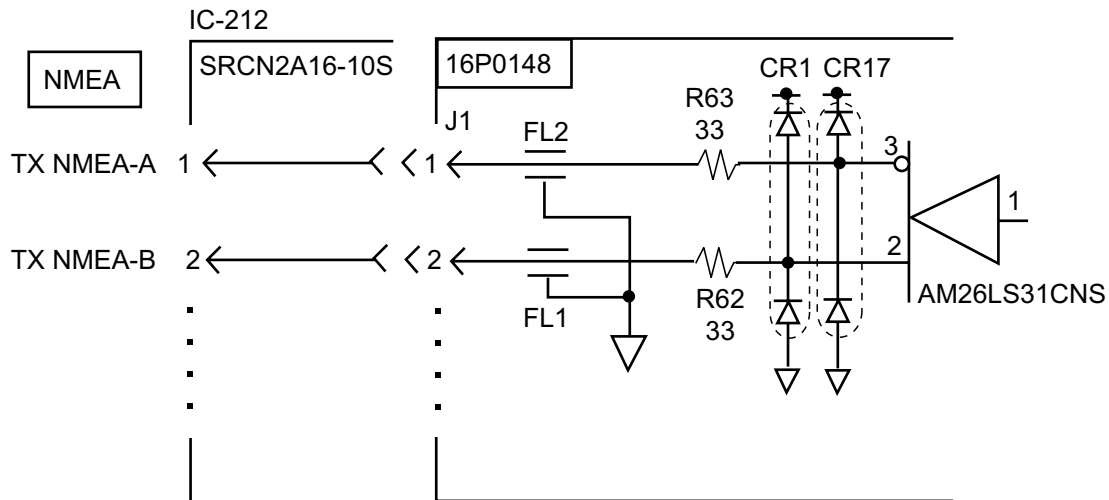 IC-212
SRCN2A16-10S
16P0148
NMEA
CR1 CR17
R63
33
J1
FL2
TX NMEA-A 1 1 3
1
TX NMEA-B 2 2 2
AM26LS31CNS
FL1
R62
33